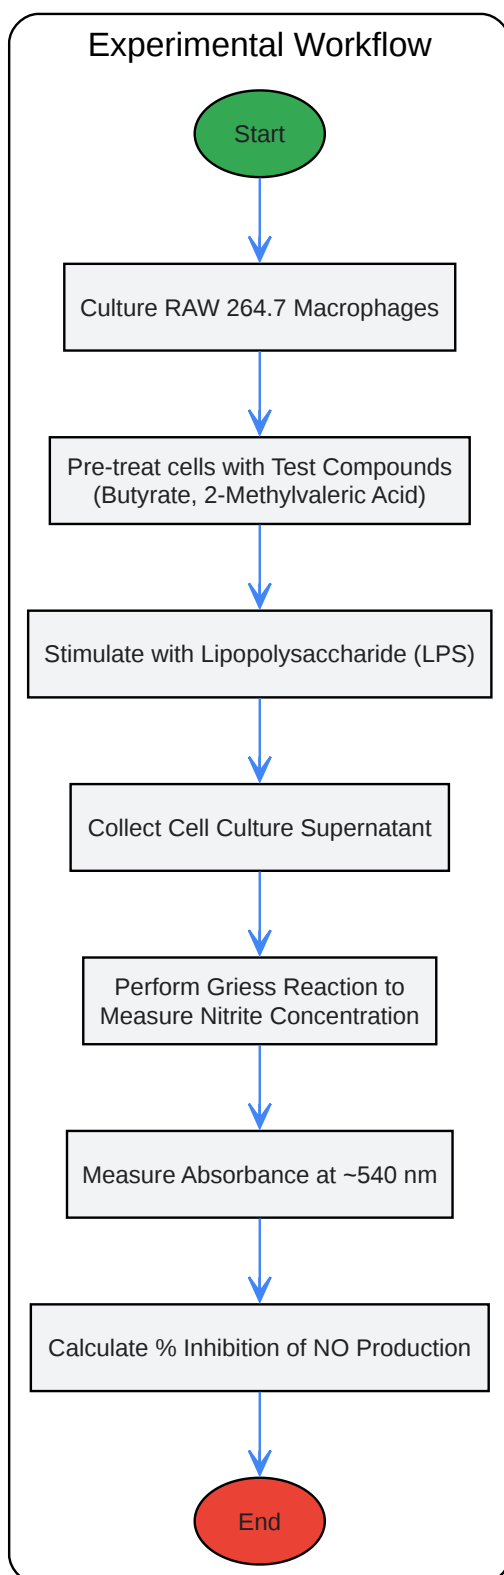 Experimental Workflow
Start
Culture RAW 264.7 Macrophages
Pre-treat cells with Test Compounds
(Butyrate, 2-Methylvaleric Acid)
Stimulate with Lipopolysaccharide (LPS)
Collect Cell Culture Supernatant
Perform Griess Reaction to
Measure Nitrite Concentration
Measure Absorbance at ~540 nm
Calculate % Inhibition of NO Production
End